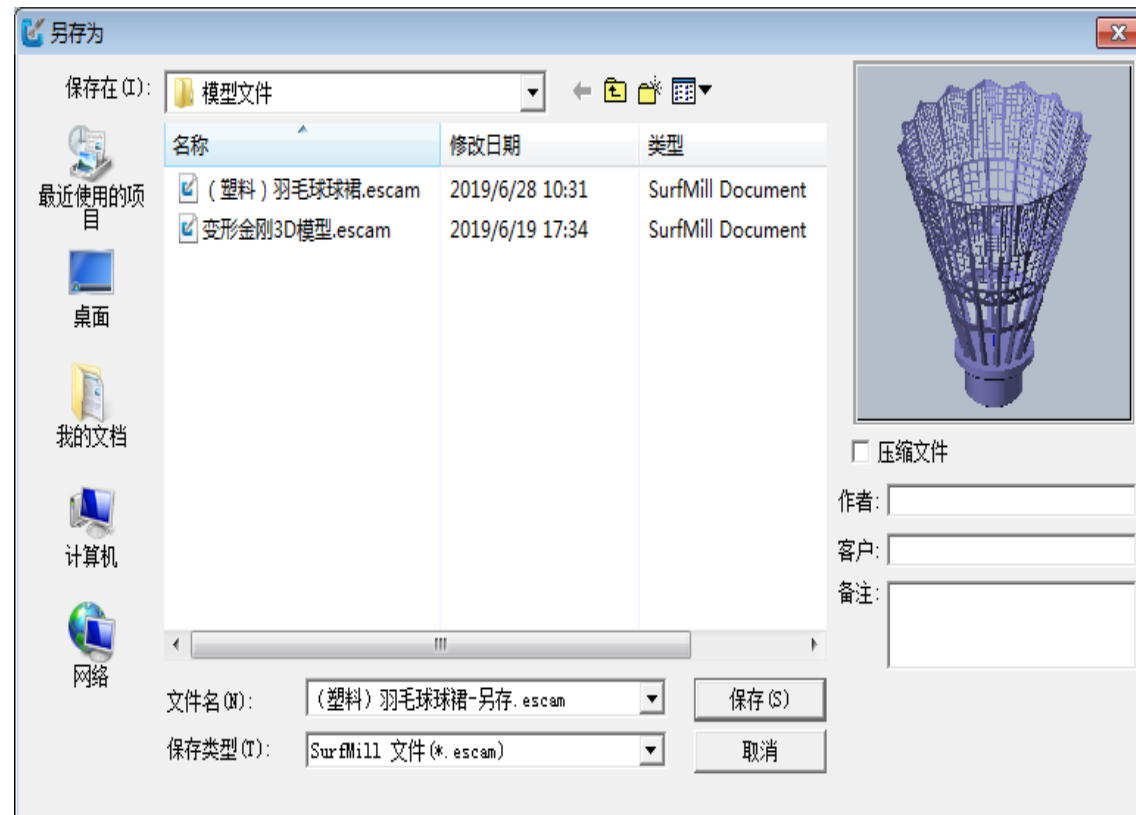 另存为
保存在(I):
模型文件
名称 修改日期 类型
(塑料)羽毛球球裙.escam 2019/6/28 10:31 SurfMill Document
变形金刚3D模型.escam 2019/6/19 17:34 SurfMill Document
最近使用的项
目
桌面
我的文档
计算机
网络
压缩文件
作者:
客户:
备注:
文件名(N): (塑料)羽毛球球裙-另存.escam 保存(S)
保存类型(T): SurfMill 文件(*.escam) 取消